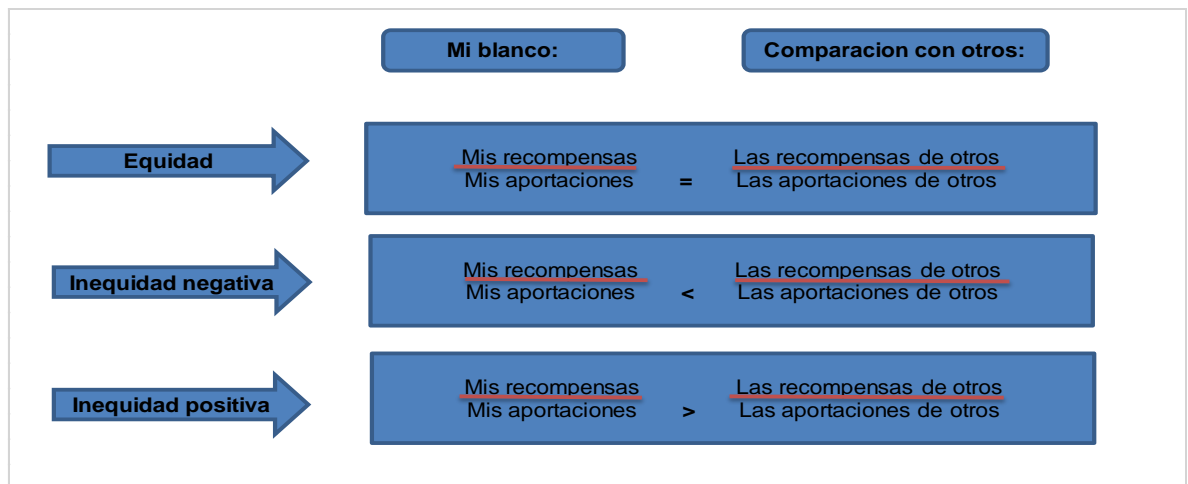 Mi blanco:
Comparacion con otros:
Equidad
Mis recompensas Las recompensas de otros
Mis aportaciones = Las aportaciones de otros
Inequidad negativa
Mis recompensas Las recompensas de otros
Mis aportaciones < Las aportaciones de otros
Inequidad positiva
Mis recompensas Las recompensas de otros
Mis aportaciones > Las aportaciones de otros